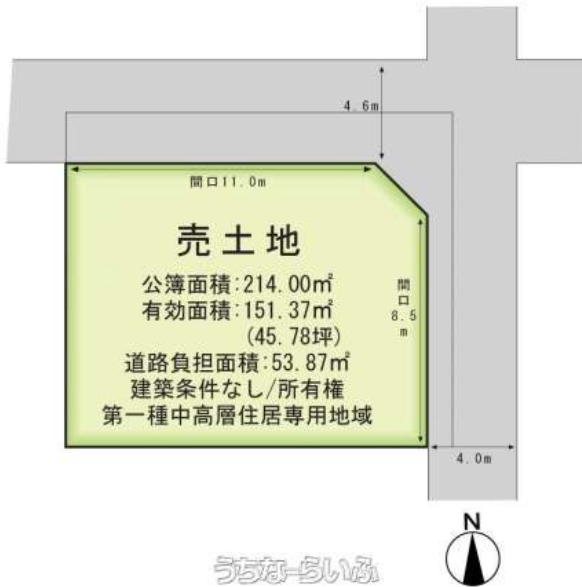 4.6m
間口11.0m
売土地
公簿面積:214.00㎡
有効面積:151.37㎡
(45.78坪)
道路負担面積:53.87㎡
建築条件なし/所有権
第一種中高層住居専用地域
間口8.5m
4.0m
N
うちなーらいふ